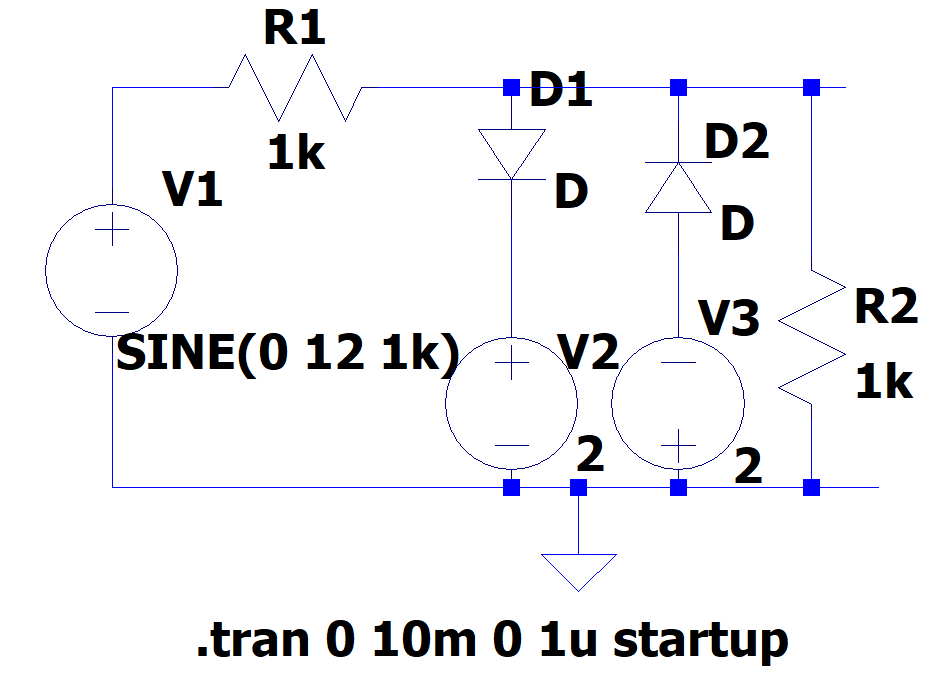 R1
1k
D1
D
D2
D
V1
SINE(0 12 1k)
V2
2
V3
2
R2
1k
.tran 0 10m 0 1u startup